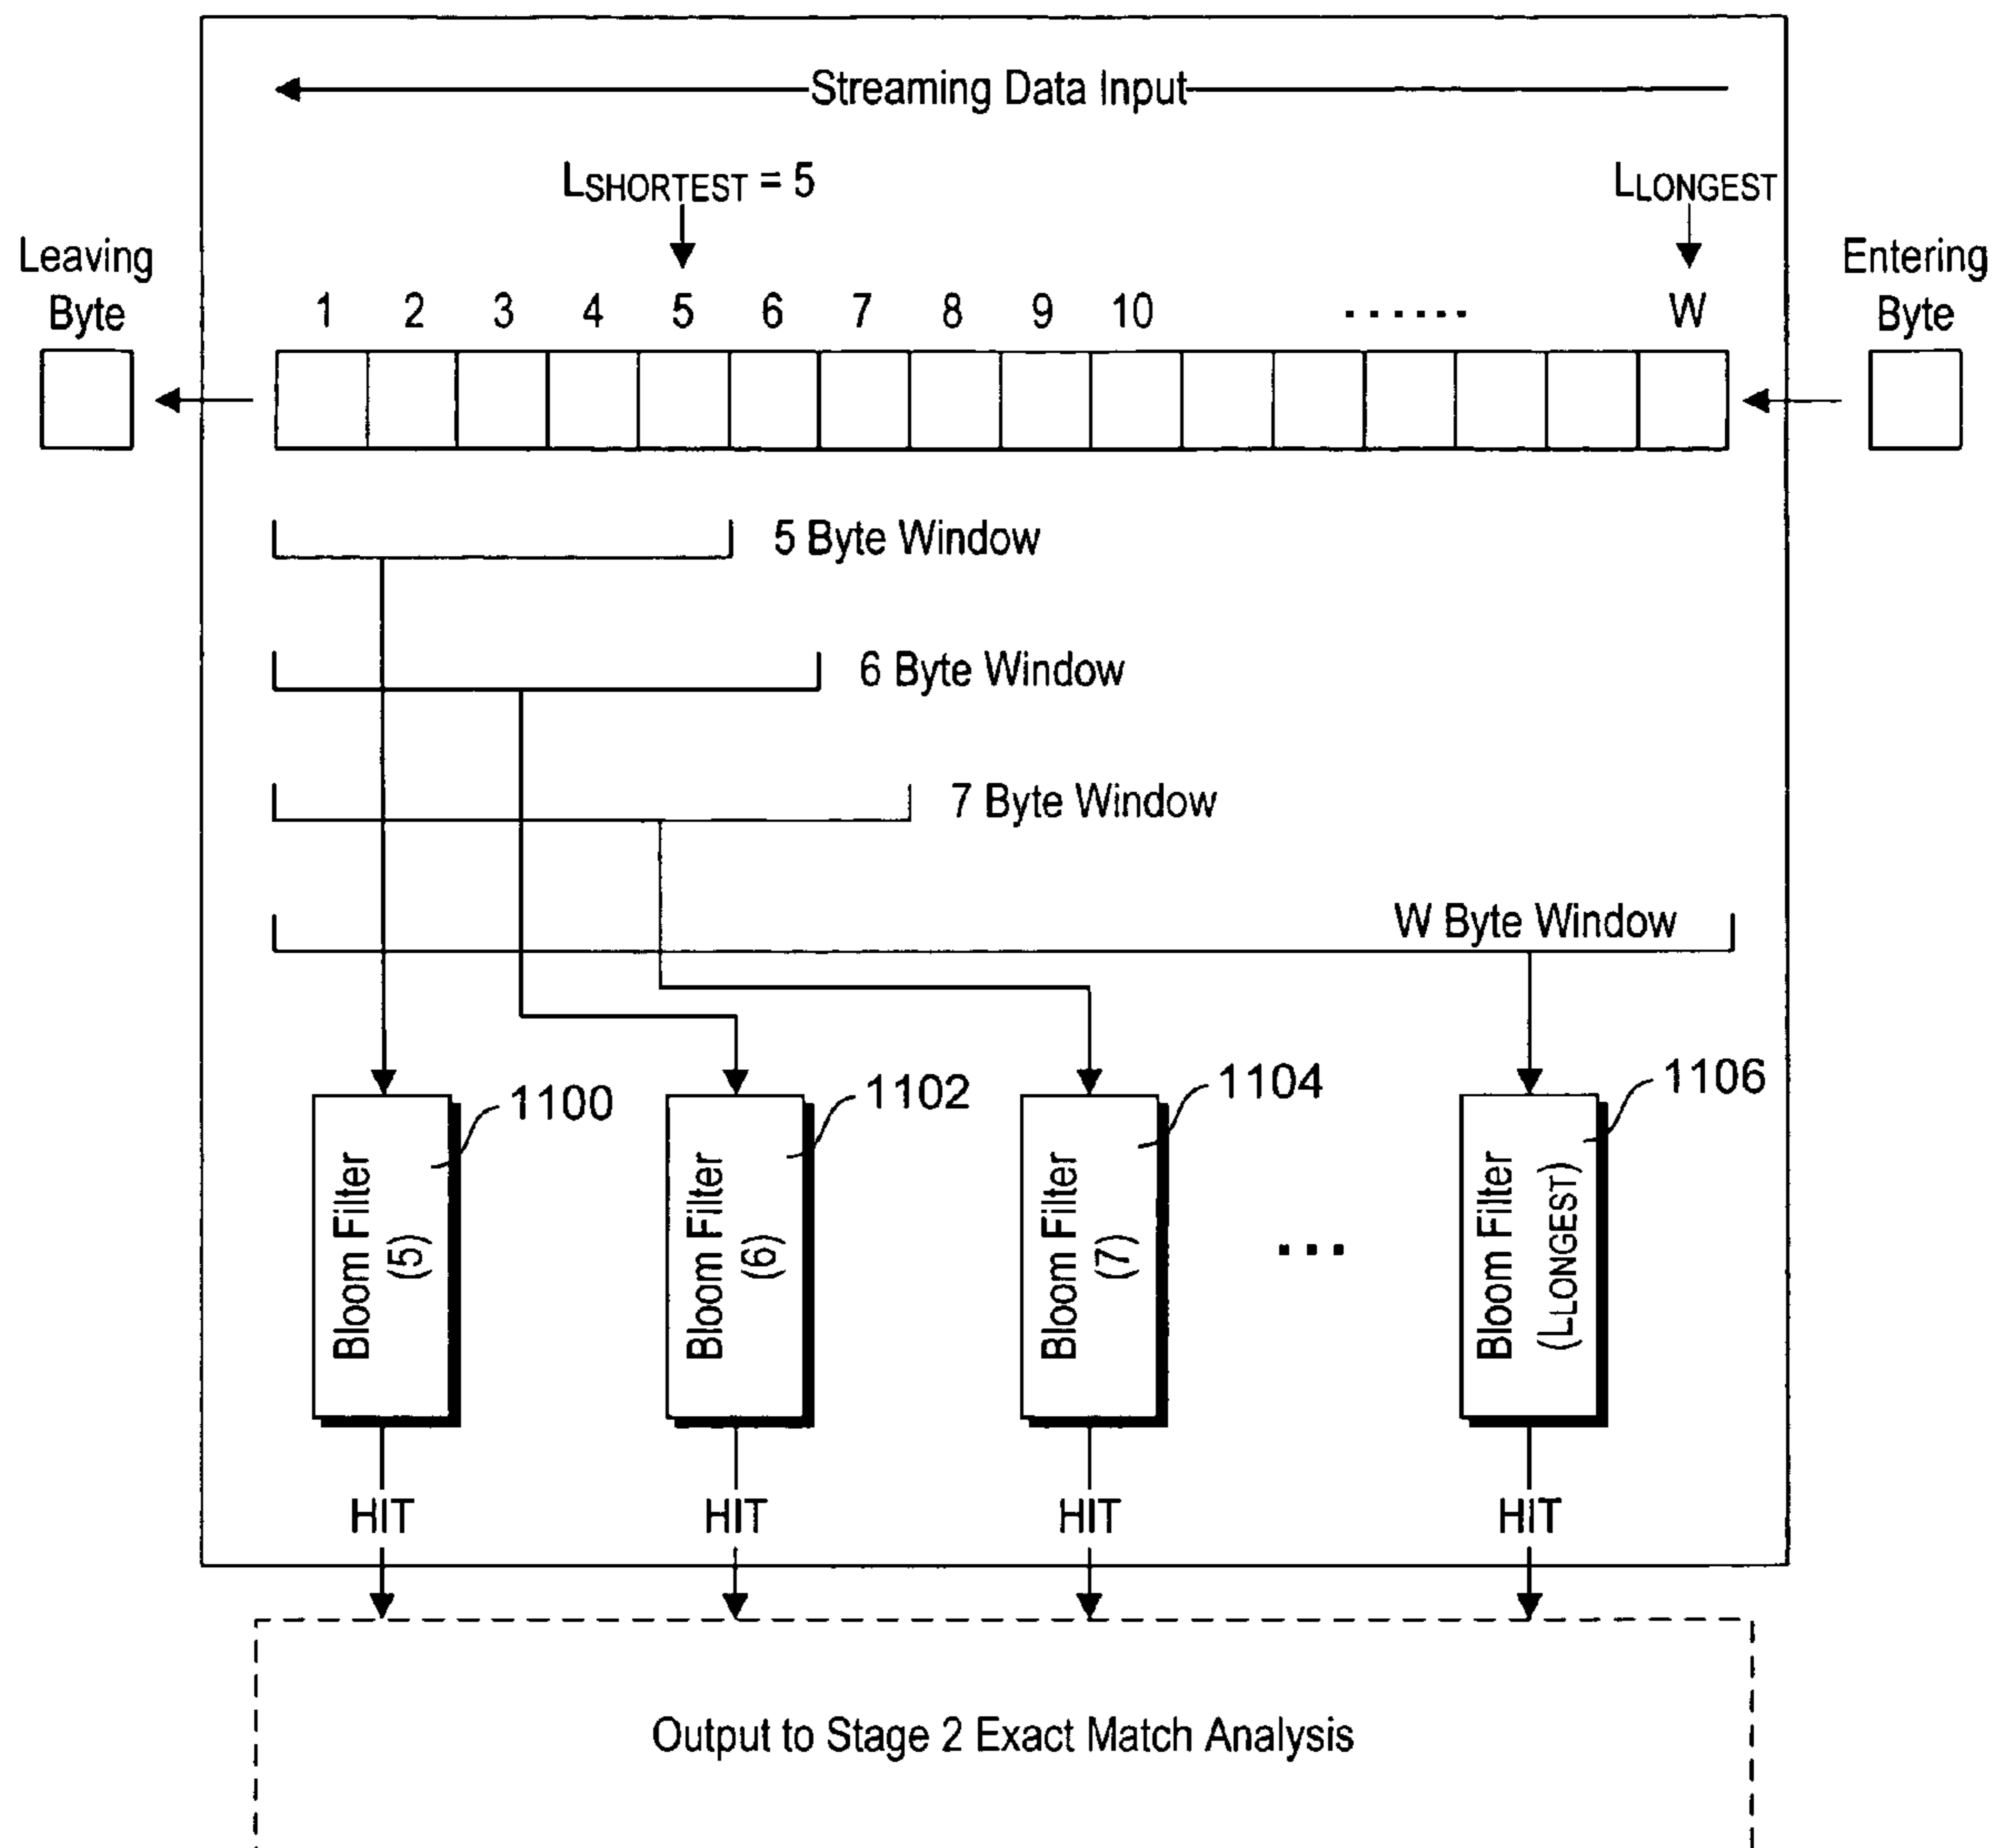 Streaming Data Input
LSHORTEST = 5
LLONGEST
Leaving
Byte
Entering
Byte
1 2 3 4 5 6 7 8 9 10 ...... W
5 Byte Window
6 Byte Window
7 Byte Window
W Byte Window
1100
1102
1104
1106
Bloom Filter
(5)
Bloom Filter
(6)
Bloom Filter
(7)
...
Bloom Filter
(LLONGEST)
HIT
HIT
HIT
HIT
Output to Stage 2 Exact Match Analysis